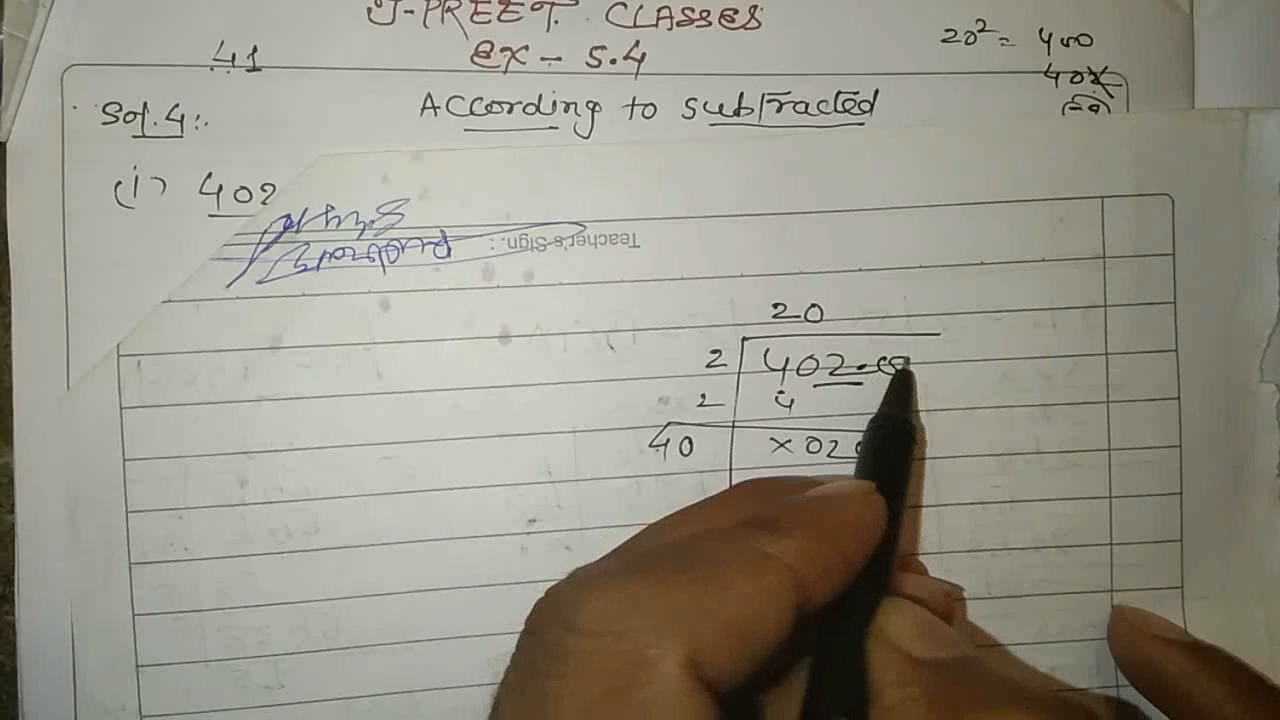 J-PREET CLASSES
41
Ex - 5.4
20² = 400
402
Sol.4:.
ACCording to subtracted
(i) 402
Teacher's Sign.:
20
2 402.
2 4
40 × 02